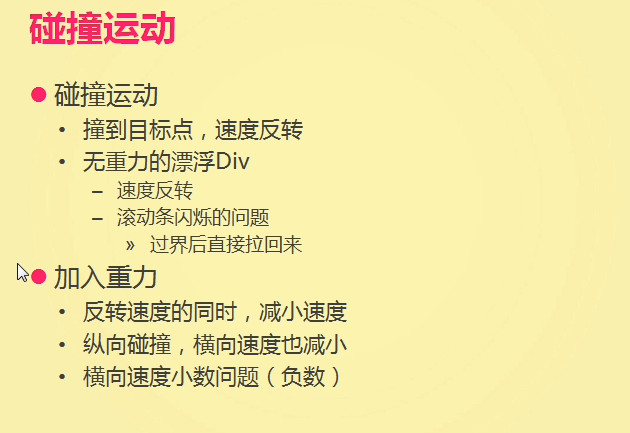 碰撞运动
● 碰撞运动
• 撞到目标点，速度反转
• 无重力的漂浮Div
– 速度反转
– 滚动条闪烁的问题
» 过界后直接拉回来
● 加入重力
• 反转速度的同时，减小速度
• 纵向碰撞，横向速度也减小
• 横向速度小数问题（负数）